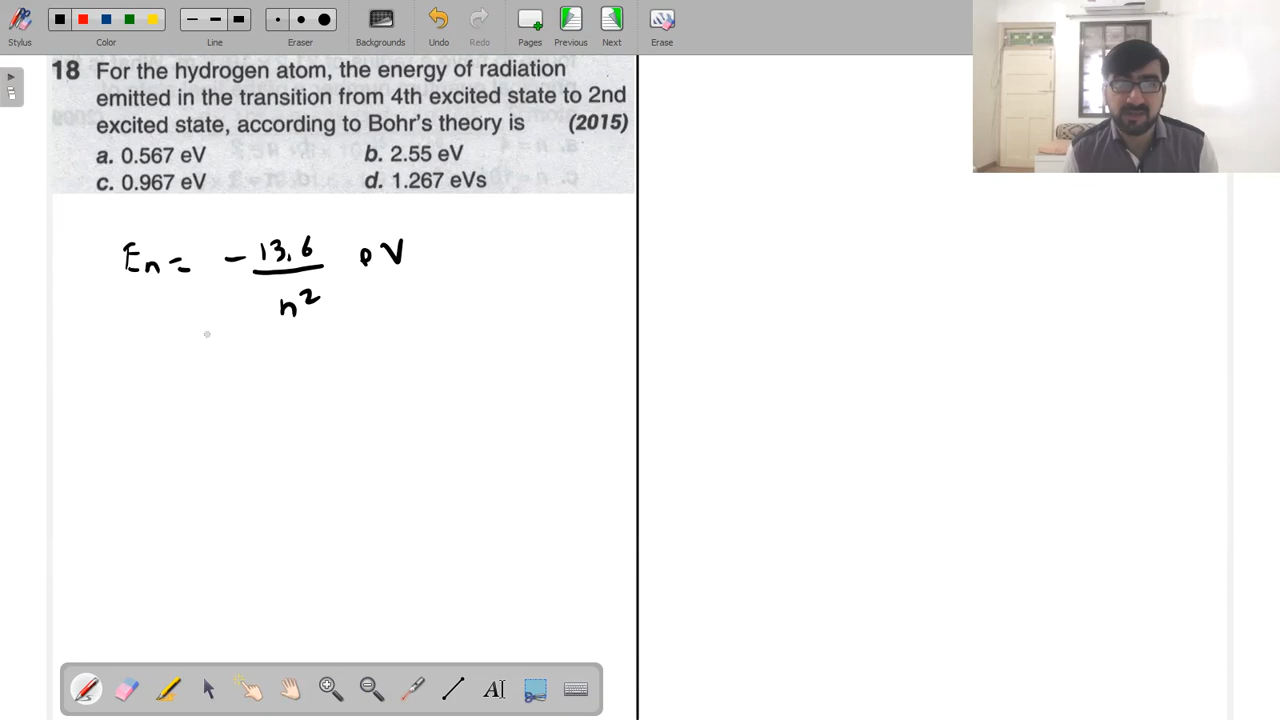 Stylus
Color
Line
Eraser
Backgrounds
Undo
Redo
Pages
Previous
Next
Erase
18 For the hydrogen atom, the energy of radiation
emitted in the transition from 4th excited state to 2nd
excited state, according to Bohr's theory is (2015)
a. 0.567 eV b. 2.55 eV
c. 0.967 eV d. 1.267 eVs
En = - 13.6 eV
n²
A